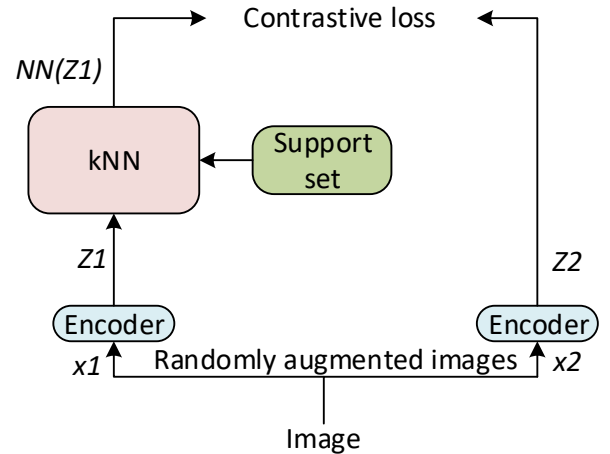 Contrastive loss
NN(Z1)
kNN
Support
set
Z1
Z2
Encoder
Encoder
x1
Randomly augmented images
x2
Image